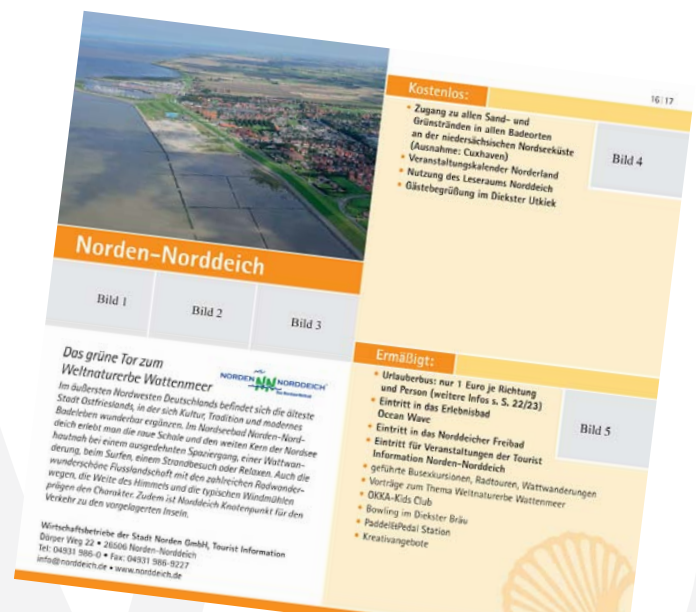 Norden-Norddeich
Bild 1
Bild 2
Bild 3
Das grüne Tor zum
Weltnaturerbe Wattenmeer
NORDEN NORDDEICH
Im äußersten Nordwesten Deutschlands befindet sich die älteste
Stadt Ostfrieslands, in der sich Kultur, Tradition und modernes
Badeleben wunderbar ergänzen. Im Nordseebad Norden-Nord-
deich erlebt man die raue Schale und den weiten Kern der Nordsee
hautnah bei einem ausgedehnten Spaziergang, einer Wattwan-
derung, beim Surfen, einem Strandbesuch oder Relaxen. Auch die
wunderschöne Flusslandschaft mit den zahlreichen Radwander-
wegen, die Weite des Himmels und die typischen Windmühlen
prägen den Charakter. Zudem ist Norddeich Knotenpunkt für den
Verkehr zu den vorgelagerten Inseln.
Wirtschaftsbetriebe der Stadt Norden GmbH, Tourist Information
Dörper Weg 22 • 26506 Norden-Norddeich
Tel: 04931 986-0 • Fax: 04931 986-9227
info@norddeich.de • www.norddeich.de
16|17
Kostenlos:
• Zugang zu allen Sand- und
Grünstränden in allen Badeorten
an der niedersächsischen Nordseeküste
(Ausnahme: Cuxhaven)
• Veranstaltungskalender Norderland
• Nutzung des Leseraums Norddeich
• Gästebegrüßung im Diekster Utkiek
Bild 4
Ermäßigt:
• Urlauberbus: nur 1 Euro je Richtung
und Person (weitere Infos s. S. 22/23)
• Eintritt in das Erlebnisbad
Ocean Wave
• Eintritt in das Norddeicher Freibad
• Eintritt für Veranstaltungen der Tourist
Information Norden-Norddeich
• geführte Busexkursionen, Radtouren, Wattwanderungen
• Vorträge zum Thema Weltnaturerbe Wattenmeer
• OKKA-Kids Club
• Bowling im Diekster Bräu
• Paddel&Pedal Station
• Kreativangebote
Bild 5